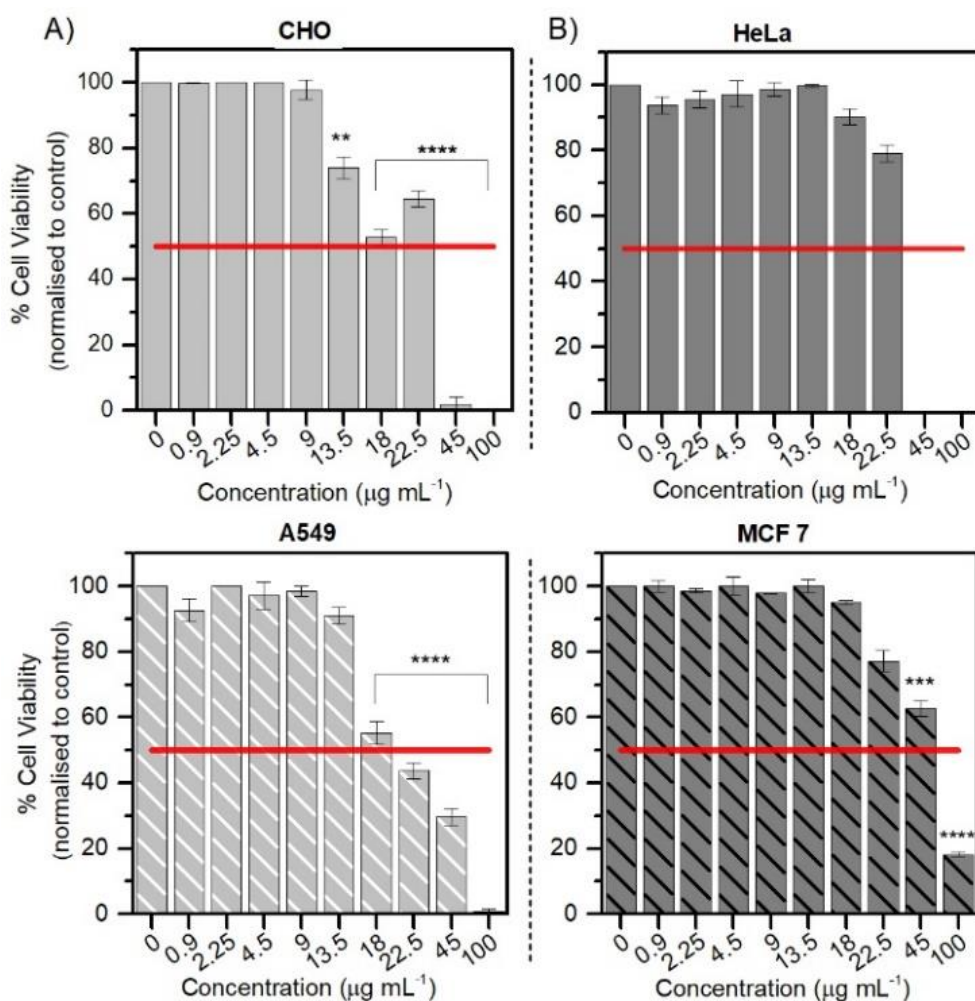 A)
CHO
% Cell Viability
(normalised to control)
100
80
60
40
20
0
**
****
0 0.9 2.25 4.5 9 13.5 18 22.5 45 100
Concentration (µg mL⁻¹)
B)
HeLa
100
80
60
40
20
0
0 0.9 2.25 4.5 9 13.5 18 22.5 45 100
Concentration (µg mL⁻¹)
A549
% Cell Viability
(normalised to control)
100
80
60
40
20
0
****
0 0.9 2.25 4.5 9 13.5 18 22.5 45 100
Concentration (µg mL⁻¹)
MCF 7
100
80
60
40
20
0
***
****
0 0.9 2.25 4.5 9 13.5 18 22.5 45 100
Concentration (µg mL⁻¹)